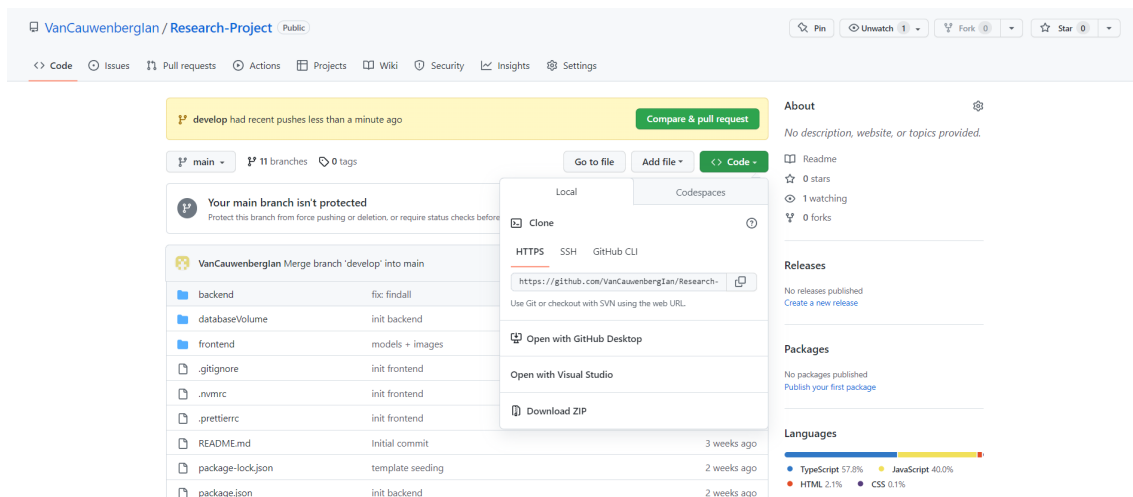 VanCauwenbergIan / Research-Project Public
Pin Unwatch 1 Fork 0 Star 0
Code Issues Pull requests Actions Projects Wiki Security Insights Settings
develop had recent pushes less than a minute ago Compare & pull request
main 11 branches 0 tags Go to file Add file <> Code
Your main branch isn't protected
Protect this branch from force pushing or deletion, or require status checks before
VanCauwenbergIan Merge branch 'develop' into main
backend fix: findall
databaseVolume init backend
frontend models + images
.gitignore init frontend
.nvmrc init frontend
.prettierrc init frontend
README.md Initial commit 3 weeks ago
package-lock.json template seeding 2 weeks ago
package.json init backend 2 weeks ago
Local Codespaces
Clone
HTTPS SSH GitHub CLI
https://github.com/VanCauwenbergIan/Research-
Use Git or checkout with SVN using the web URL.
Open with GitHub Desktop
Open with Visual Studio
Download ZIP
About
No description, website, or topics provided.
Readme
0 stars
1 watching
0 forks
Releases
No releases published
Create a new release
Packages
No packages published
Publish your first package
Languages
TypeScript 57.8% JavaScript 40.0%
HTML 2.1% CSS 0.1%